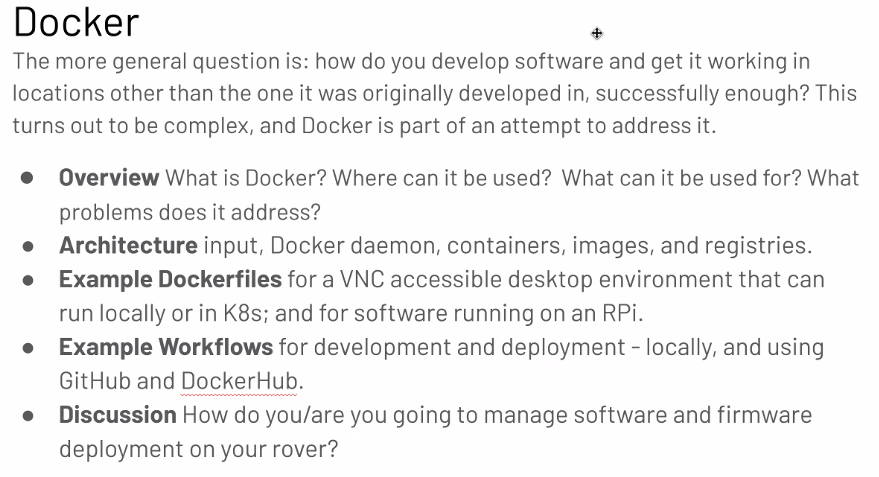 Docker
The more general question is: how do you develop software and get it working in
locations other than the one it was originally developed in, successfully enough? This
turns out to be complex, and Docker is part of an attempt to address it.
● Overview What is Docker? Where can it be used?  What can it be used for? What
problems does it address?
● Architecture input, Docker daemon, containers, images, and registries.
● Example Dockerfiles for a VNC accessible desktop environment that can
run locally or in K8s; and for software running on an RPi.
● Example Workflows for development and deployment - locally, and using
GitHub and DockerHub.
● Discussion How do you/are you going to manage software and firmware
deployment on your rover?